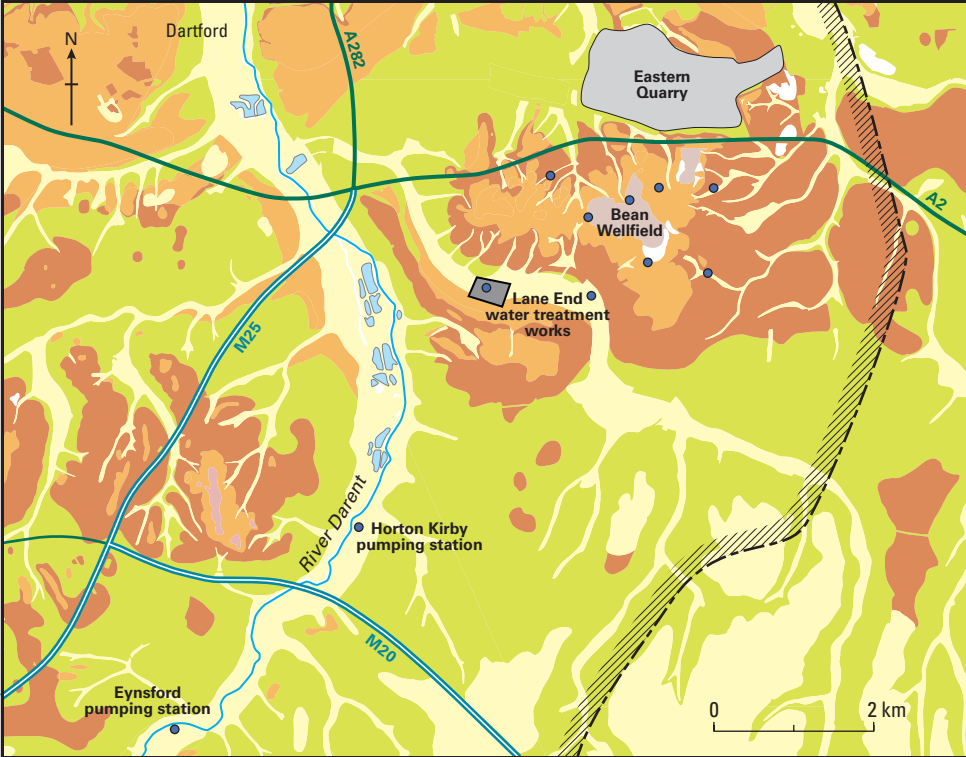 N
Dartford
A282
Eastern
Quarry
A2
Bean
Wellfield
Lane End
water treatment
works
M25
River Darent
Horton Kirby
pumping station
M20
Eynsford
pumping station
0
2 km